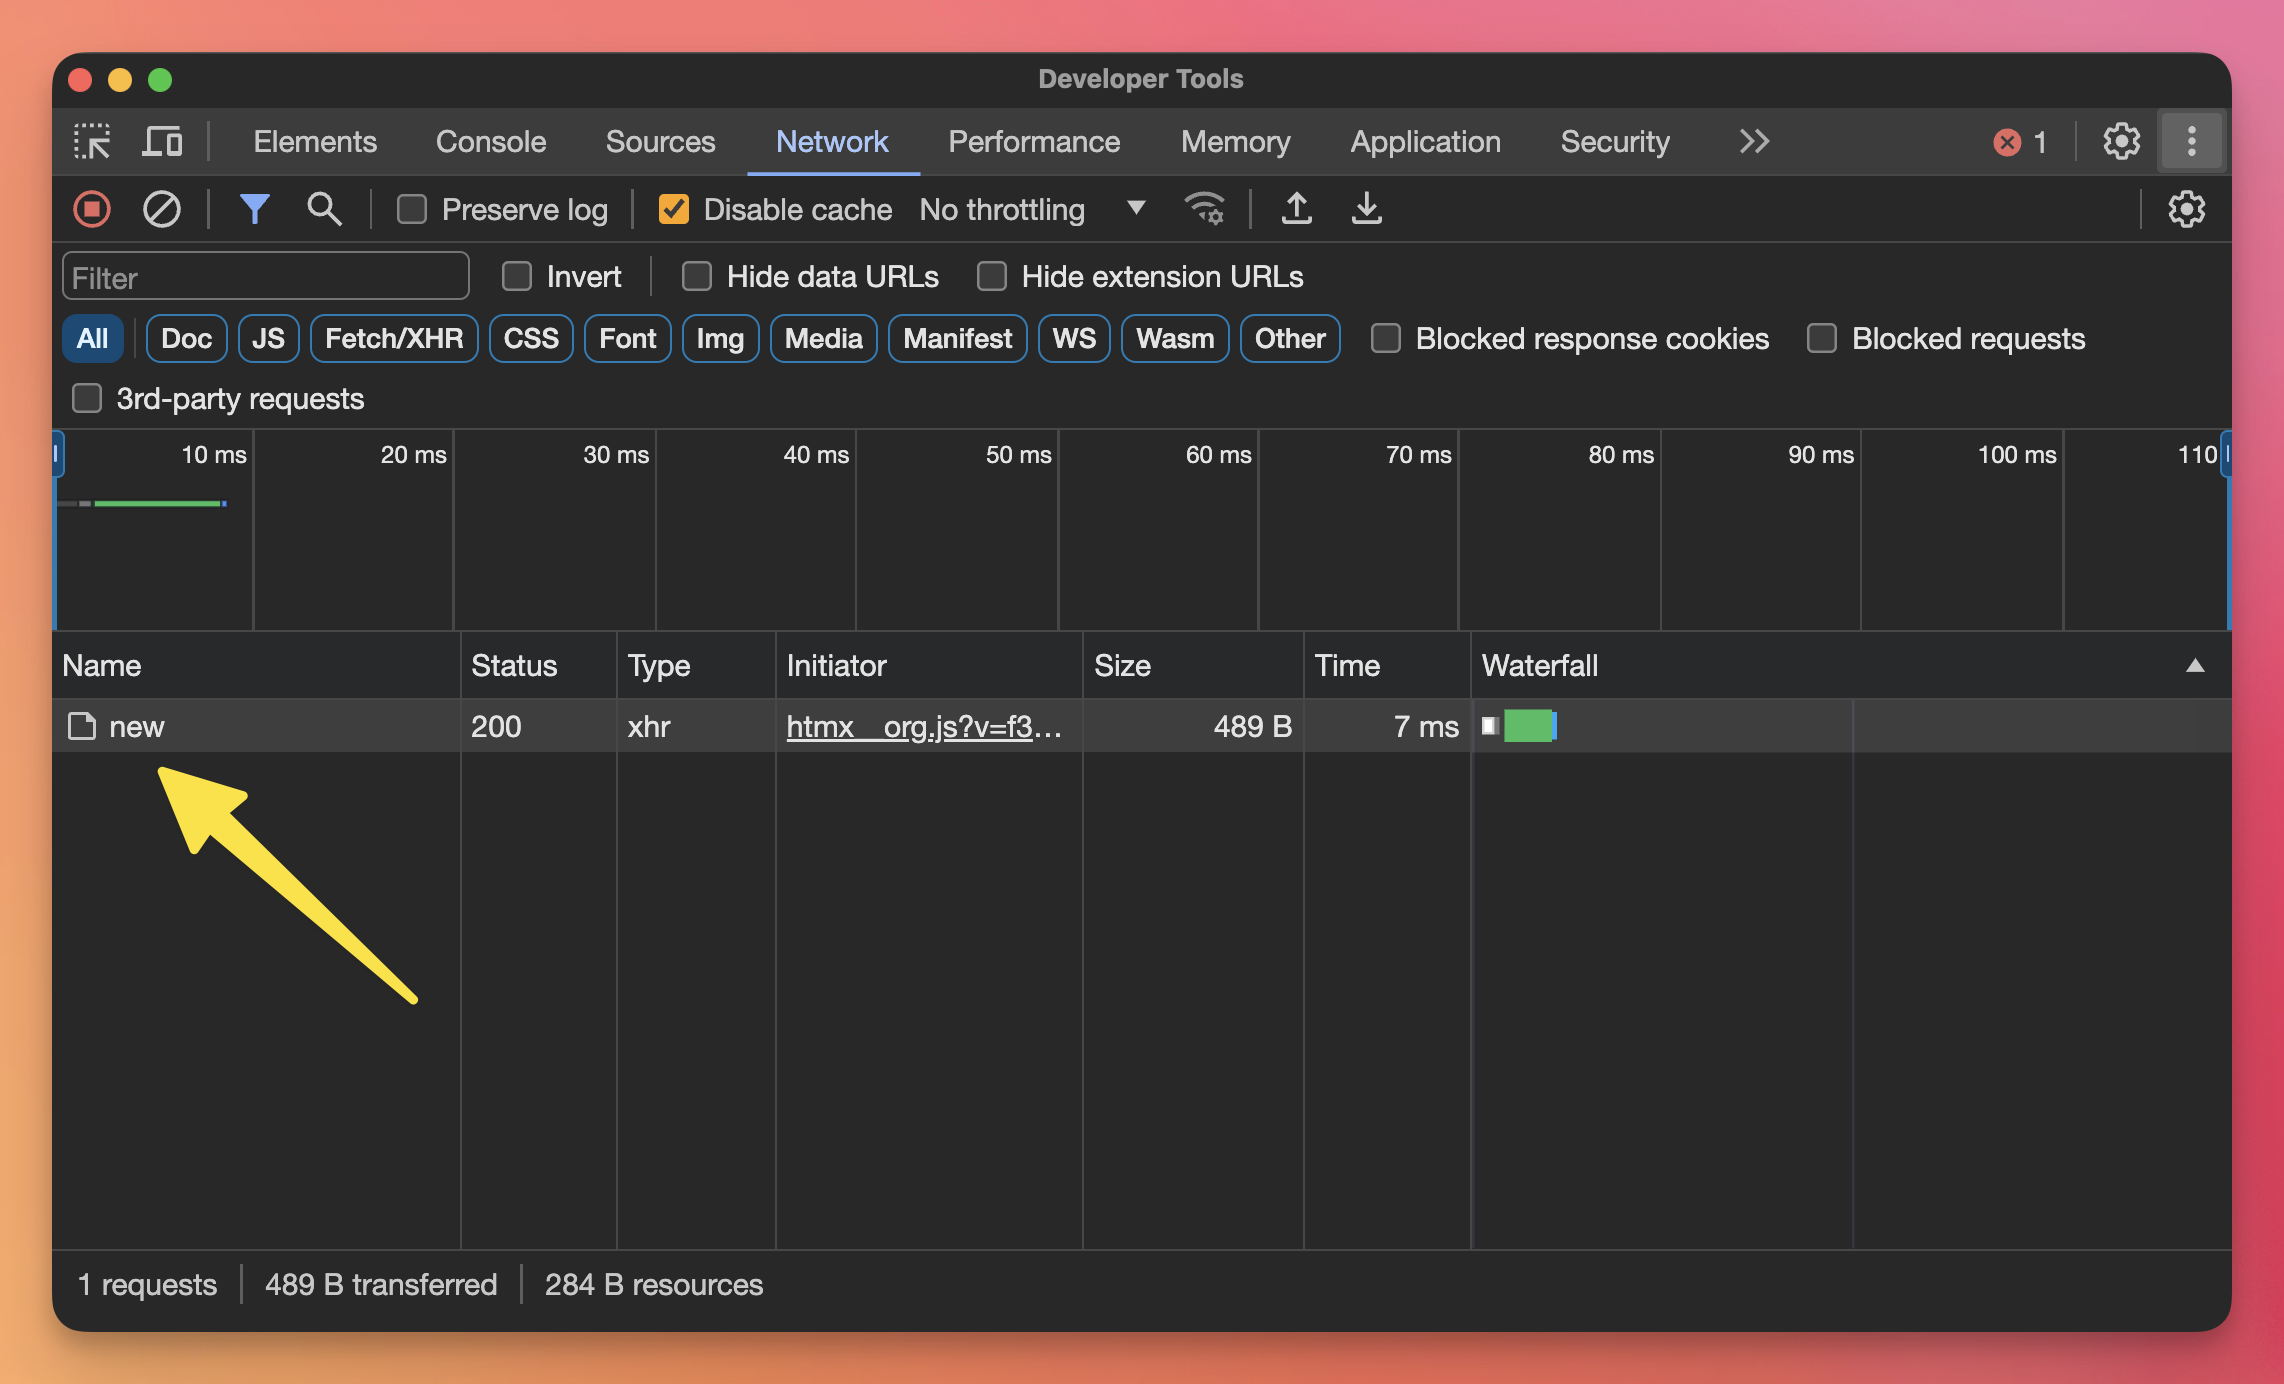 Developer Tools
Elements Console Sources Network Performance Memory Application Security 1
Preserve log Disable cache No throttling
Filter Invert Hide data URLs Hide extension URLs
All Doc JS Fetch/XHR CSS Font Img Media Manifest WS Wasm Other Blocked response cookies Blocked requests
3rd-party requests
10 ms 20 ms 30 ms 40 ms 50 ms 60 ms 70 ms 80 ms 90 ms 100 ms 110
Name Status Type Initiator Size Time Waterfall
new 200 xhr htmx__org.js?v=f3… 489 B 7 ms
1 requests 489 B transferred 284 B resources